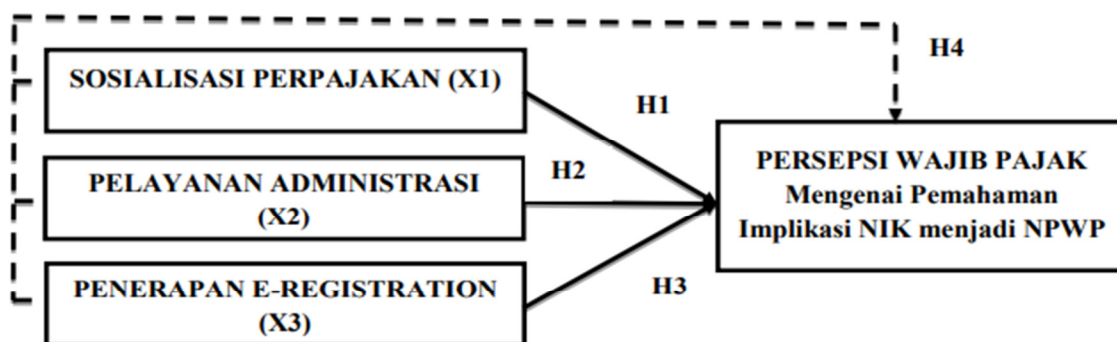 H4
SOSIALISASI PERPAJAKAN (X1)
H1
PELAYANAN ADMINISTRASI
(X2)
H2
PERSEPSI WAJIB PAJAK
Mengenai Pemahaman
Implikasi NIK menjadi NPWP
PENERAPAN E-REGISTRATION
(X3)
H3